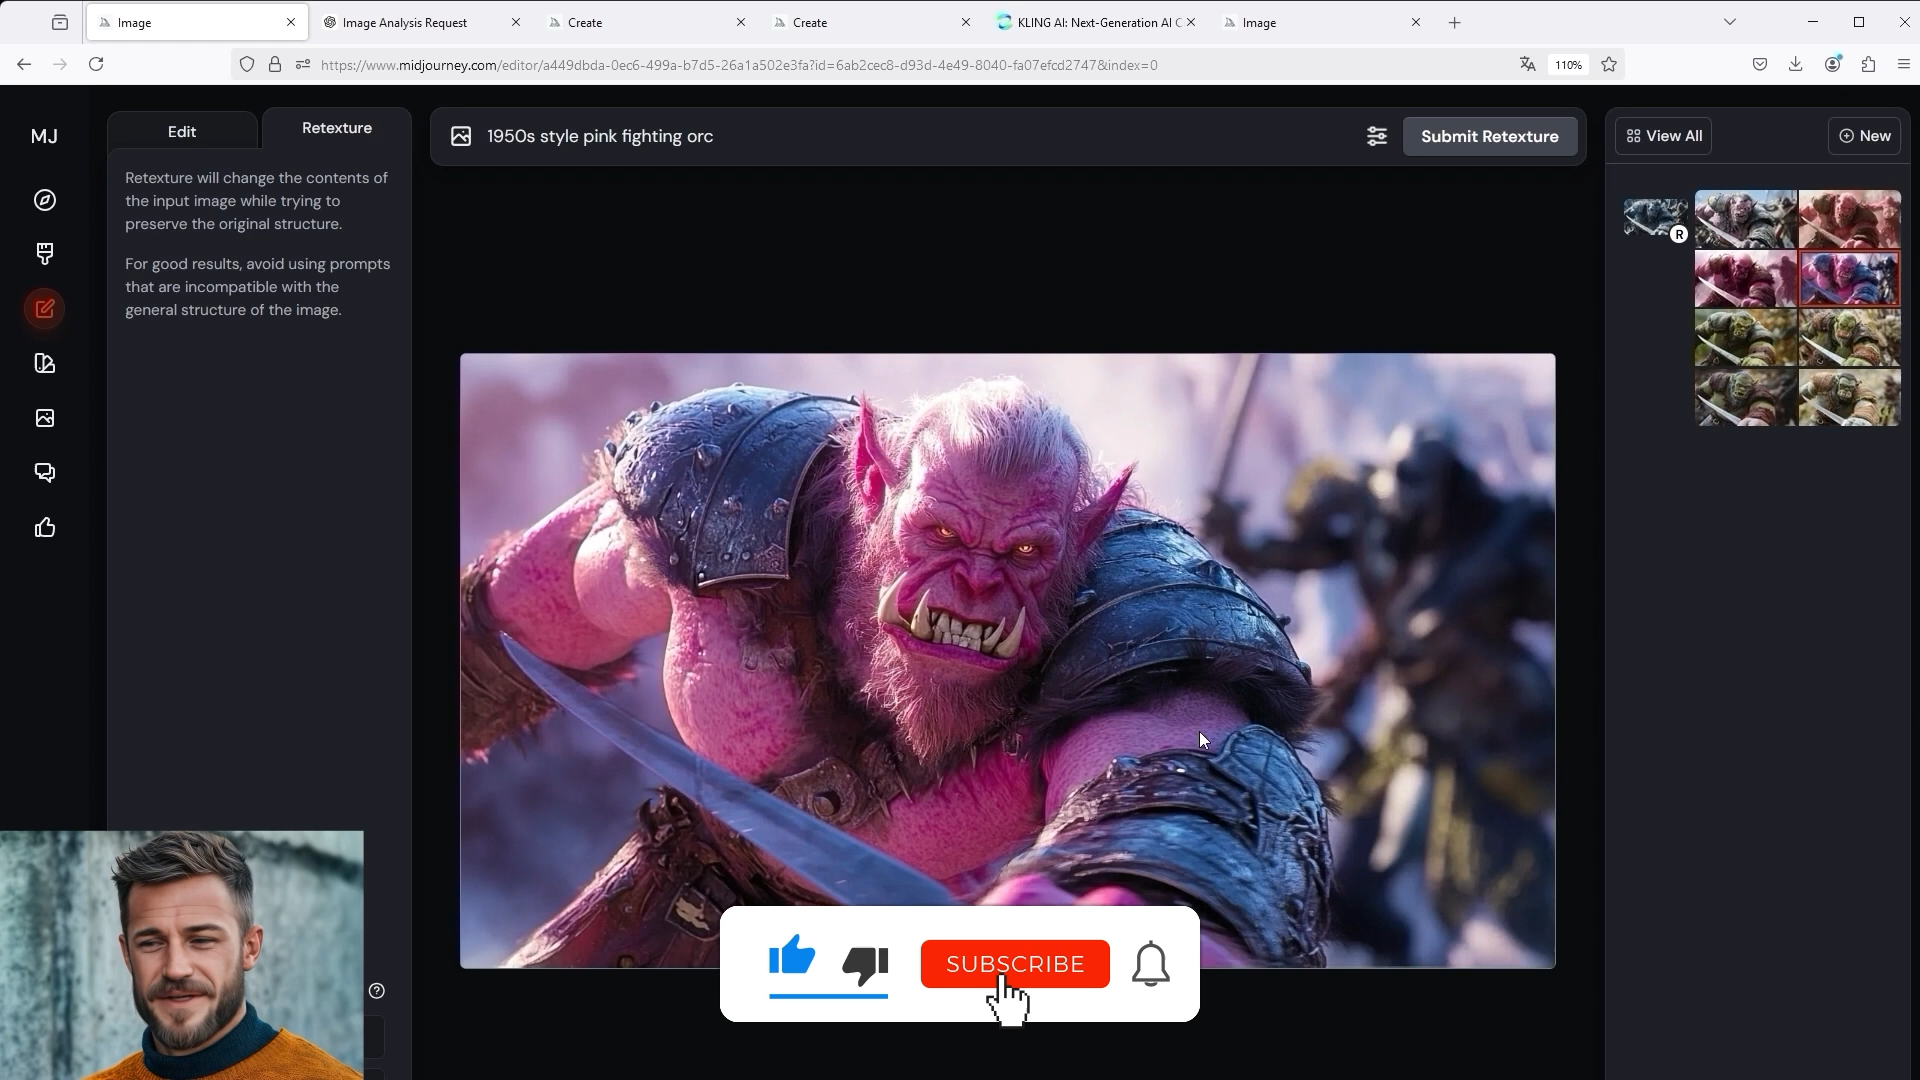 Image
Image Analysis Request
Create
Create
KLING AI: Next-Generation AI C
Image
https://www.midjourney.com/editor/a449dbda-0ec6-499a-b7d5-26a1a502e3fa?id=6ab2cec8-d93d-4e49-8040-fa07efcd2747&index=0
110%
MJ
Edit
Retexture
1950s style pink fighting orc
Submit Retexture
View All
New
Retexture will change the contents of
the input image while trying to
preserve the original structure.
For good results, avoid using prompts
that are incompatible with the
general structure of the image.
R
SUBSCRIBE